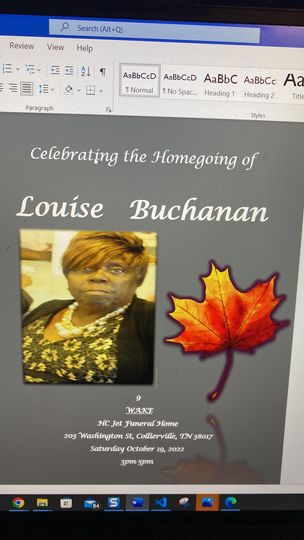 Search (Alt+Q)
Review View Help
AaBbCcD AaBbCcD AaBbC AaBbCc Aa
¶ Normal ¶ No Spac... Heading 1 Heading 2 Title
Paragraph Styles
Celebrating the Homegoing of
Louise Buchanan
9
WAKE
HC Jet Funeral Home
203 Washington St, Collierville, TN 38017
Saturday October 19, 2022
3pm-5pm
84